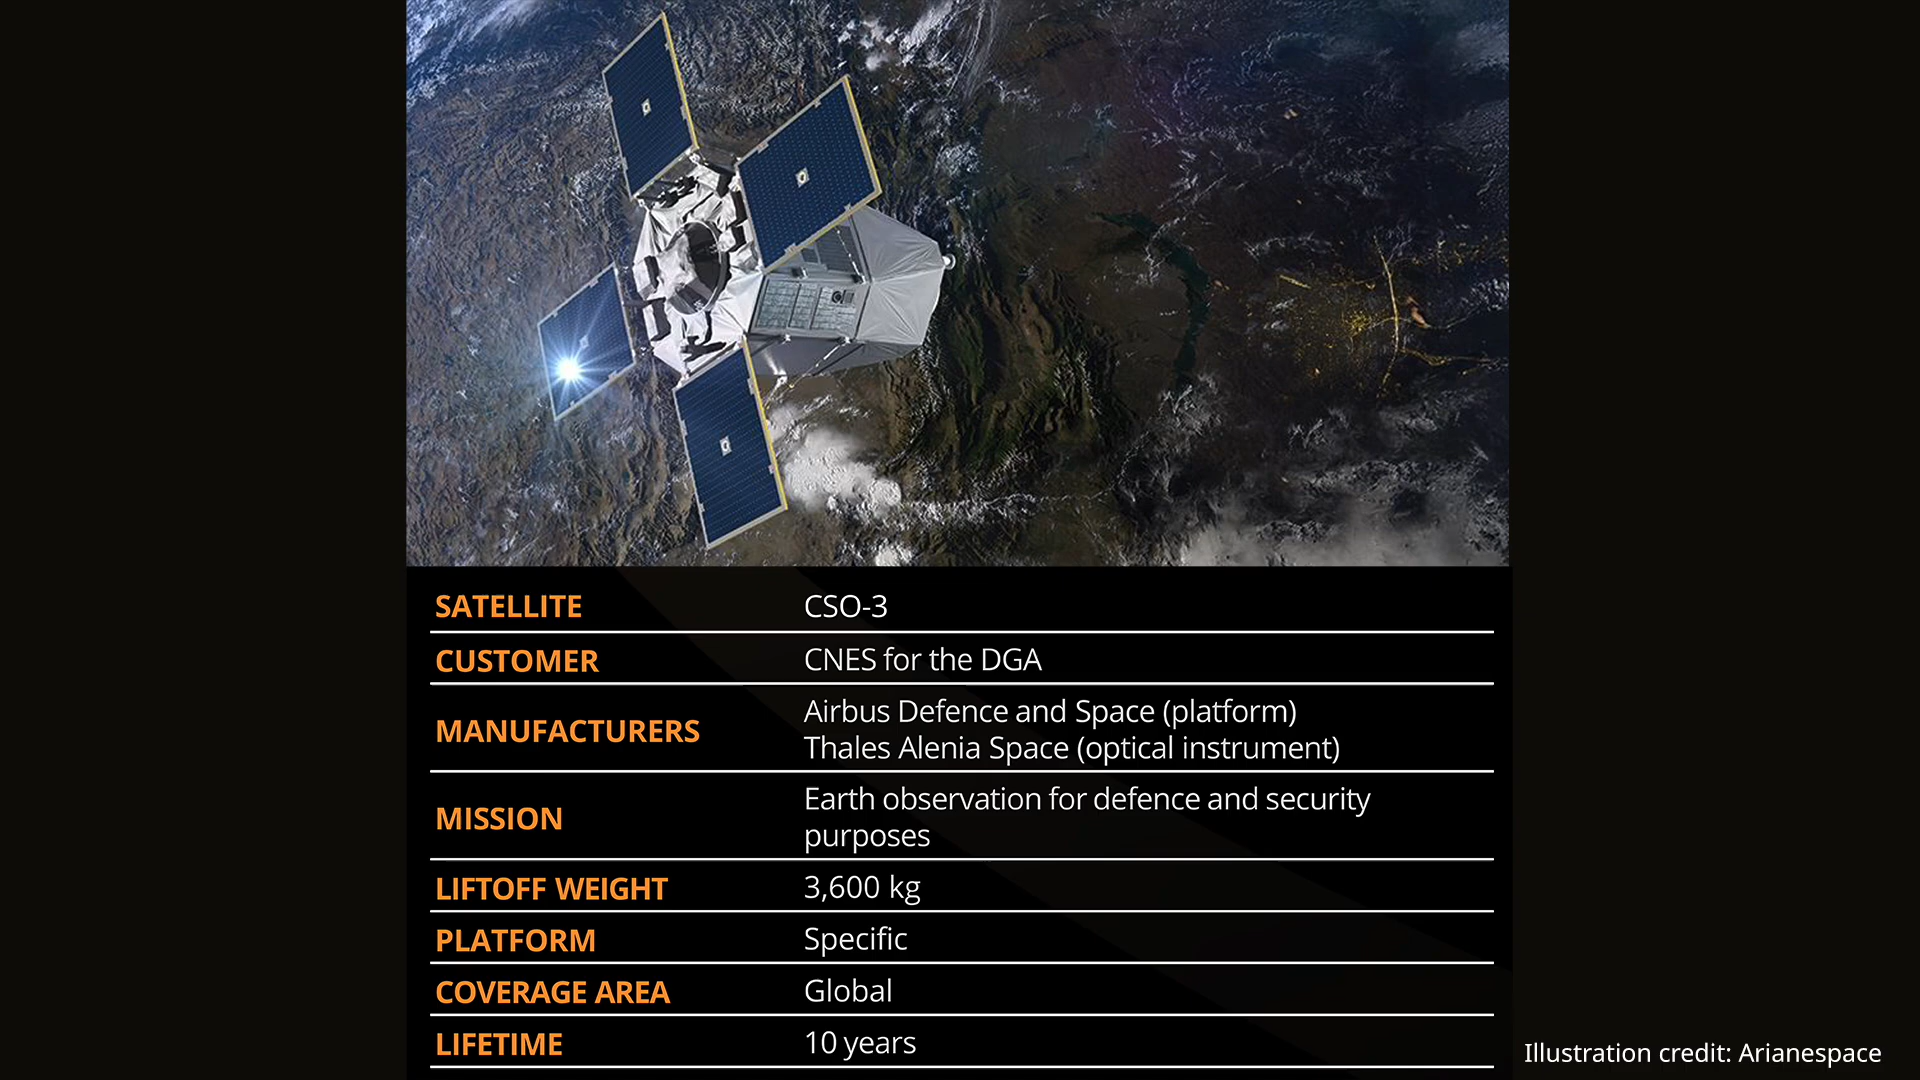 SATELLITE CSO-3
CUSTOMER CNES for the DGA
MANUFACTURERS Airbus Defence and Space (platform)
Thales Alenia Space (optical instrument)
MISSION Earth observation for defence and security
purposes
LIFTOFF WEIGHT 3,600 kg
PLATFORM Specific
COVERAGE AREA Global
LIFETIME 10 years
Illustration credit: Arianespace